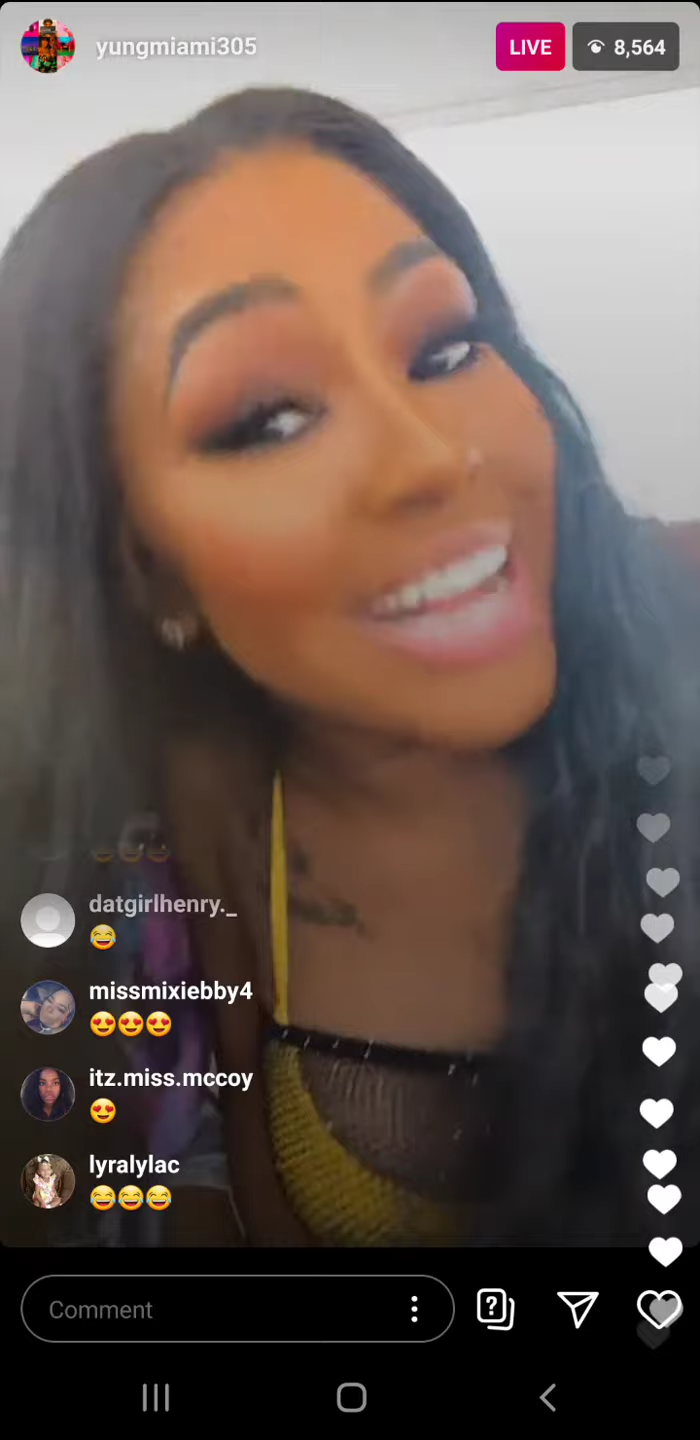 yungmiami305
LIVE
8,564
datgirlhenry._
😂
missmixiebby4
😍😍😍
itz.miss.mccoy
😍
lyralylac
😂😂😂
Comment
?